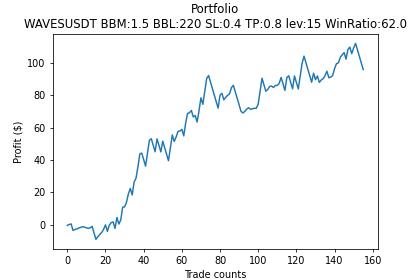 Portfolio
WAVESUSDT BBM:1.5 BBL:220 SL:0.4 TP:0.8 lev:15 WinRatio:62.0
100
80
60
40
20
0
Profit ($)
0 20 40 60 80 100 120 140 160
Trade counts